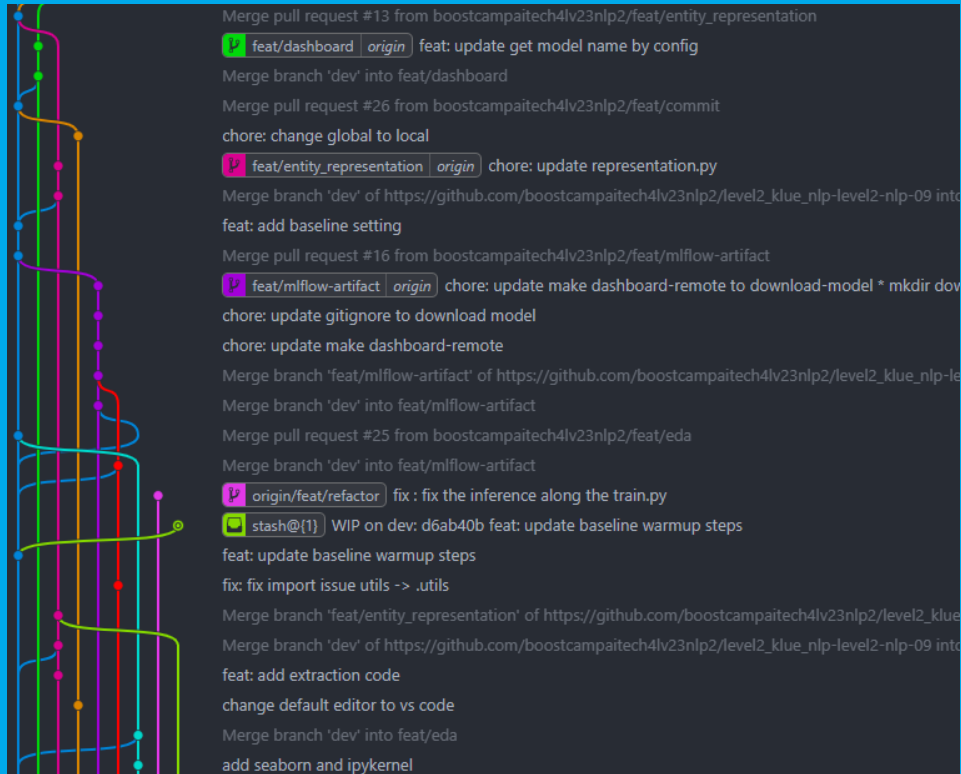 Merge pull request #13 from boostcampaitech4lv23nlp2/feat/entity_representation
feat/dashboard origin feat: update get model name by config
Merge branch 'dev' into feat/dashboard
Merge pull request #26 from boostcampaitech4lv23nlp2/feat/commit
chore: change global to local
feat/entity_representation origin chore: update representation.py
Merge branch 'dev' of https://github.com/boostcampaitech4lv23nlp2/level2_klue_nlp-level2-nlp-09 into
feat: add baseline setting
Merge pull request #16 from boostcampaitech4lv23nlp2/feat/mlflow-artifact
feat/mlflow-artifact origin chore: update make dashboard-remote to download-model * mkdir dow
chore: update gitignore to download model
chore: update make dashboard-remote
Merge branch 'feat/mlflow-artifact' of https://github.com/boostcampaitech4lv23nlp2/level2_klue_nlp-le
Merge branch 'dev' into feat/mlflow-artifact
Merge pull request #25 from boostcampaitech4lv23nlp2/feat/eda
Merge branch 'dev' into feat/mlflow-artifact
origin/feat/refactor fix : fix the inference along the train.py
stash@{1} WIP on dev: d6ab40b feat: update baseline warmup steps
feat: update baseline warmup steps
fix: fix import issue utils -> .utils
Merge branch 'feat/entity_representation' of https://github.com/boostcampaitech4lv23nlp2/level2_klue
Merge branch 'dev' of https://github.com/boostcampaitech4lv23nlp2/level2_klue_nlp-level2-nlp-09 into
feat: add extraction code
change default editor to vs code
Merge branch 'dev' into feat/eda
add seaborn and ipykernel